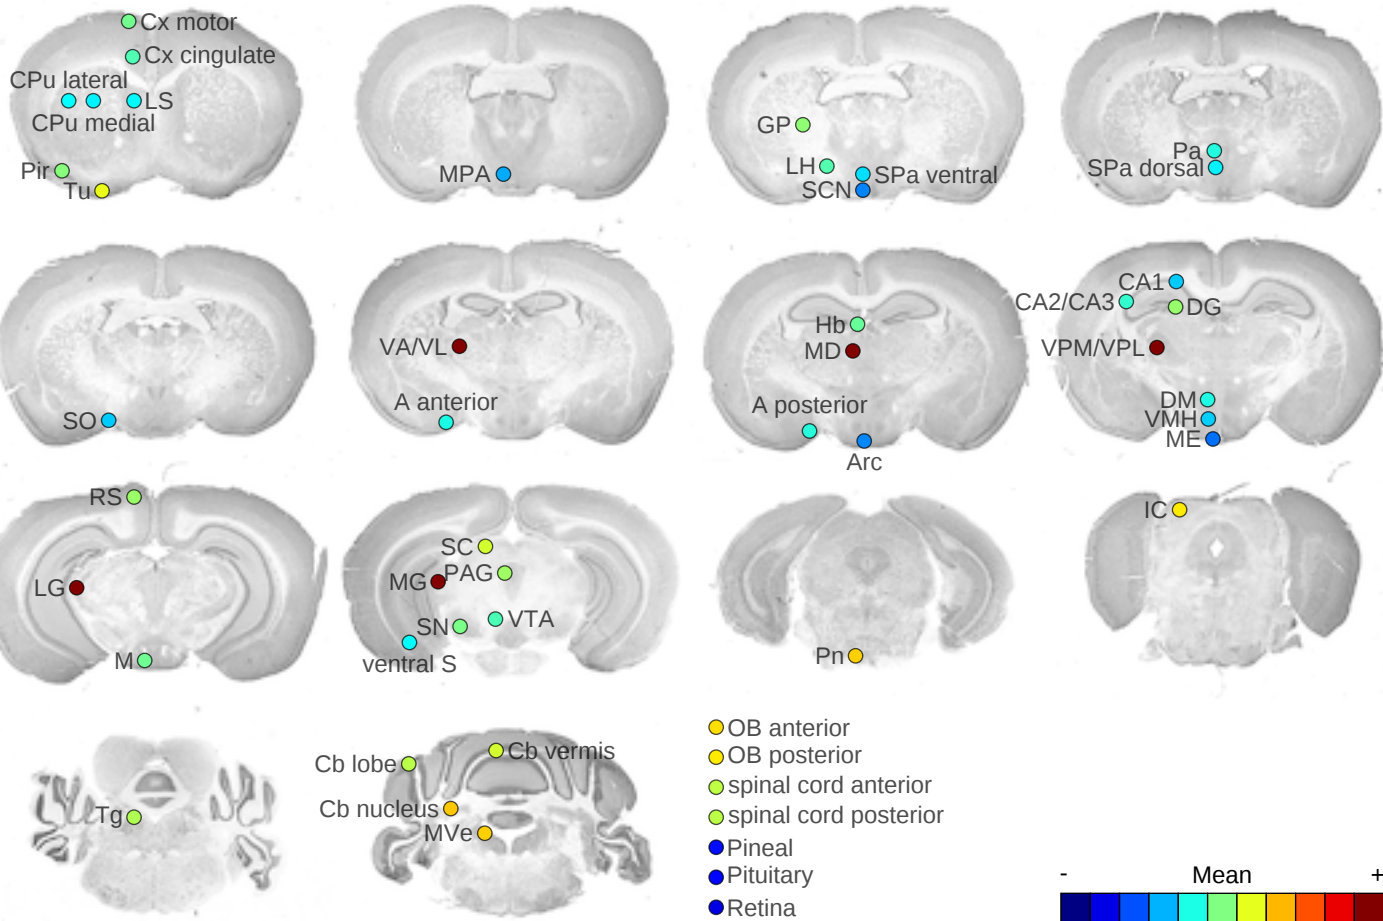 Cx motor
Cx cingulate
CPu lateral
LS
CPu medial
Pir
Tu
MPA
GP
LH
SPa ventral
SCN
Pa
SPa dorsal
SO
VA/VL
A anterior
Hb
MD
A posterior
Arc
CA1
CA2/CA3
DG
VPM/VPL
DM
VMH
ME
RS
LG
M
SC
PAG
MG
VTA
SN
ventral S
Pn
IC
Tg
Cb vermis
Cb lobe
Cb nucleus
MVe
OB anterior
OB posterior
spinal cord anterior
spinal cord posterior
Pineal
Pituitary
Retina
- Mean +